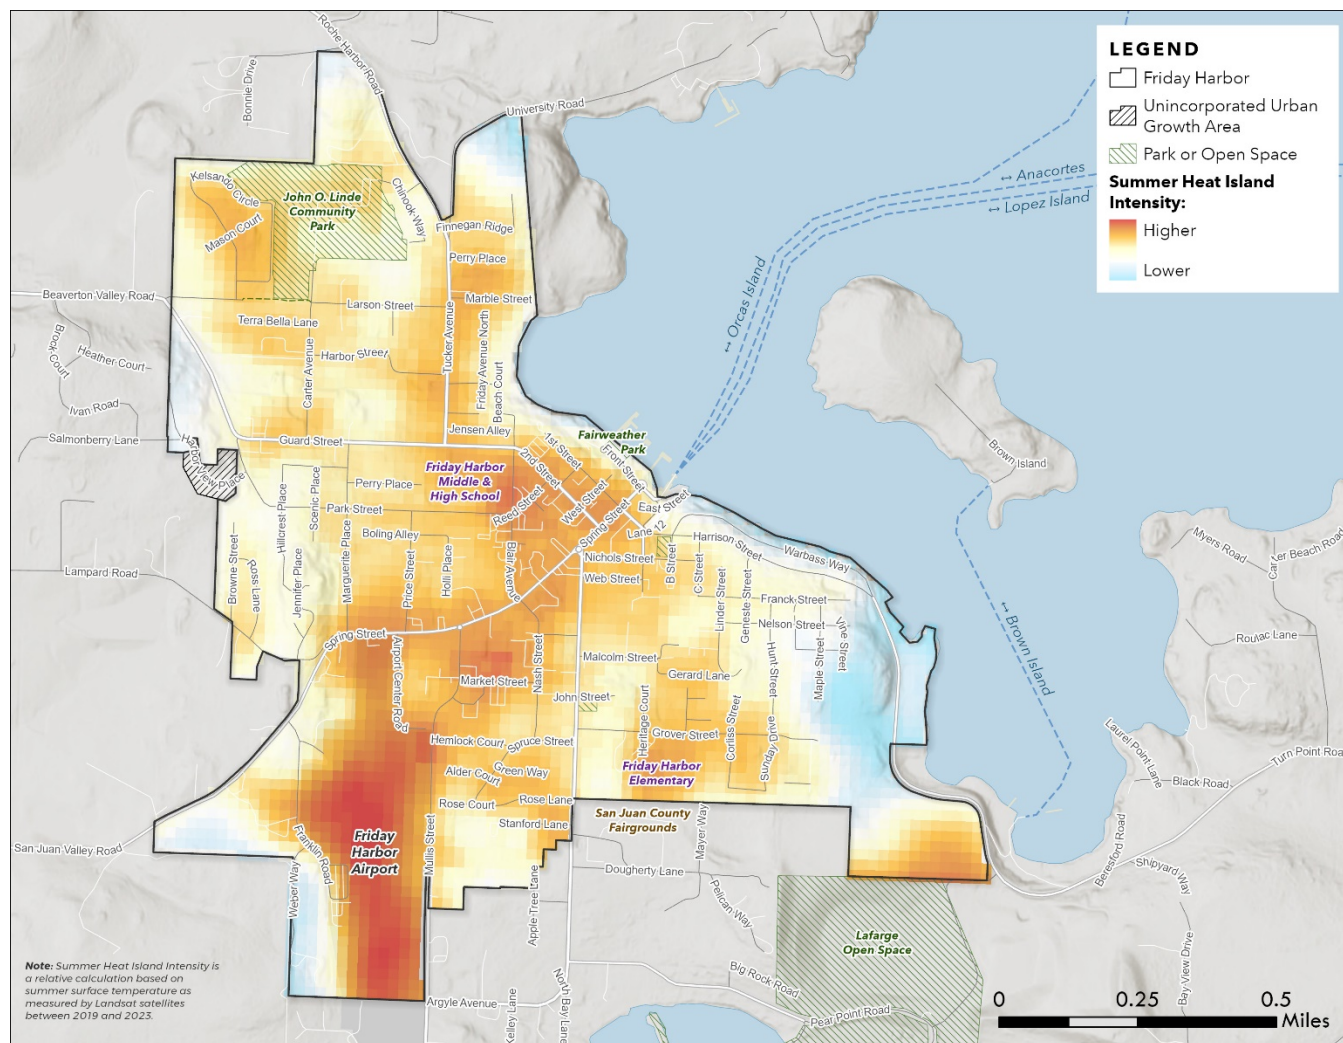 LEGEND
Friday Harbor
Unincorporated Urban
Growth Area
Park or Open Space
Summer Heat Island
Intensity:
Higher
Lower
Roche Harbor Road
Bonnie Drive
University Road
↔ Anacortes
↔ Lopez Island
↔ Orcas Island
Kelsando Circle
Mason Court
John O. Linde
Community
Park
Chinook Way
Finnegan Ridge
Perry Place
Marble Street
Beaverton Valley Road
Larson Street
Terra Bella Lane
Harbor Street
Carter Avenue
Tucker Avenue
Friday Avenue North
Beach Court
Brock Court
Heather Court
Ivan Road
Salmonberry Lane
Harbor View Place
Guard Street
Jensen Alley
1st Street
2nd Street
Fairweather
Park
Front Street
Brown Island
Friday Harbor
Middle &
High School
Perry Place
Reed Street
West Street
Spring Street
East Street
Lane 12
Park Street
Hillcrest Place
Scenic Place
Boling Alley
Marguerite Place
Price Street
Holli Place
Blair Avenue
Nichols Street
Web Street
B Street
C Street
Harrison Street
Warbass Way
Myers Road
Carter Beach Road
Lampard Road
Browne Street
Ross Lane
Jennifer Place
Linder Street
Geneste Street
Franck Street
Nelson Street
Vine Street
Maple Street
Hunt Street
Roulac Lane
↔ Brown Island
Spring Street
Airport Center Road
Market Street
Nash Street
Malcolm Street
Gerard Lane
John Street
Heritage Court
Grover Street
Corliss Street
Sunday Drive
Hemlock Court
Spruce Street
Green Way
Alder Court
Friday Harbor
Elementary
Laurel Point Lane
Black Road
Turn Point Road
Rose Court
Rose Lane
Stanford Lane
San Juan County
Fairgrounds
Mayer Way
San Juan Valley Road
Franklin Road
Friday
Harbor
Airport
Mullis Street
Weber Way
Dougherty Lane
Pelican Way
Apple Tree Lane
Beresford Road
Shipyard Way
Lafarge
Open Space
Big Rock Road
Bay View Drive
Pear Point Road
Argyle Avenue
Kelley Lane
North Bay Lane
Note: Summer Heat Island Intensity is
a relative calculation based on
summer surface temperature as
measured by Landsat satellites
between 2019 and 2023.
0 0.25 0.5
Miles